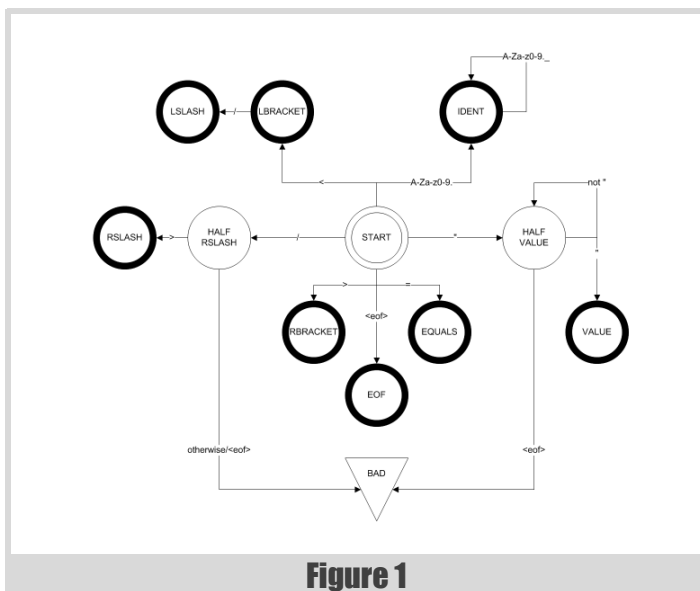 A-Za-z0-9._
LSLASH
/
LBRACKET
IDENT
<
A-Za-z0-9.
not "
RSLASH
>
HALF
RSLASH
/
START
"
HALF
VALUE
"
>
=
RBRACKET
<eof>
EQUALS
VALUE
EOF
otherwise/<eof>
<eof>
BAD
Figure 1